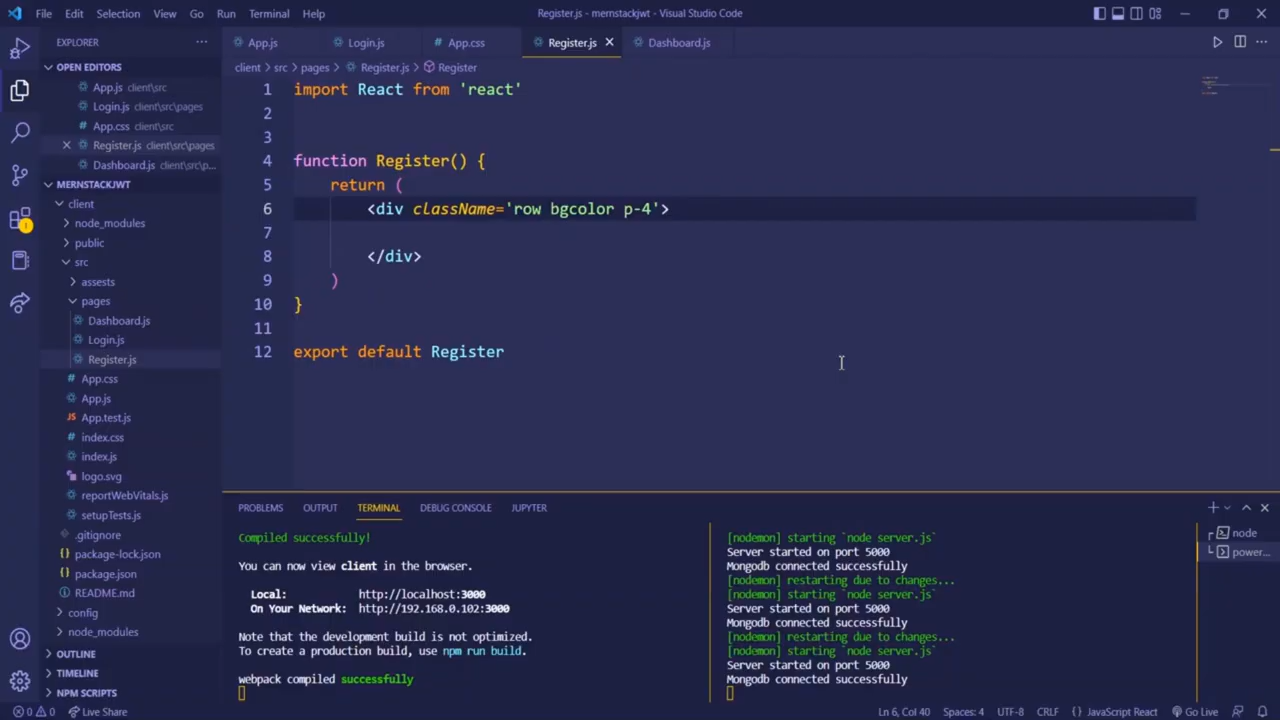 File Edit Selection View Go Run Terminal Help Register.js - mernstackjwt - Visual Studio Code
EXPLORER ...
OPEN EDITORS
App.js client\src
Login.js client\src\pages
App.css client\src
Register.js client\src\pages
Dashboard.js client\src\p...
MERNSTACKJWT
client
node_modules
public
src
assests
pages
Dashboard.js
Login.js
Register.js
App.css
App.js
App.test.js
index.css
index.js
logo.svg
reportWebVitals.js
setupTests.js
.gitignore
package-lock.json
package.json
README.md
config
node_modules
OUTLINE
TIMELINE
NPM SCRIPTS
App.js Login.js App.css Register.js Dashboard.js
client > src > pages > Register.js > Register
1 import React from 'react'
2
3
4 function Register() {
5 return (
6 <div className='row bgcolor p-4'>
7
8 </div>
9 )
10 }
11
12 export default Register
PROBLEMS OUTPUT TERMINAL DEBUG CONSOLE JUPYTER
Compiled successfully!
You can now view client in the browser.
Local: http://localhost:3000
On Your Network: http://192.168.0.102:3000
Note that the development build is not optimized.
To create a production build, use npm run build.
webpack compiled successfully
[nodemon] starting `node server.js`
Server started on port 5000
Mongodb connected successfully
[nodemon] restarting due to changes...
[nodemon] starting `node server.js`
Server started on port 5000
Mongodb connected successfully
[nodemon] restarting due to changes...
[nodemon] starting `node server.js`
Server started on port 5000
Mongodb connected successfully
node
power...
0 0 Live Share Ln 6, Col 40 Spaces: 4 UTF-8 CRLF {} JavaScript React Go Live